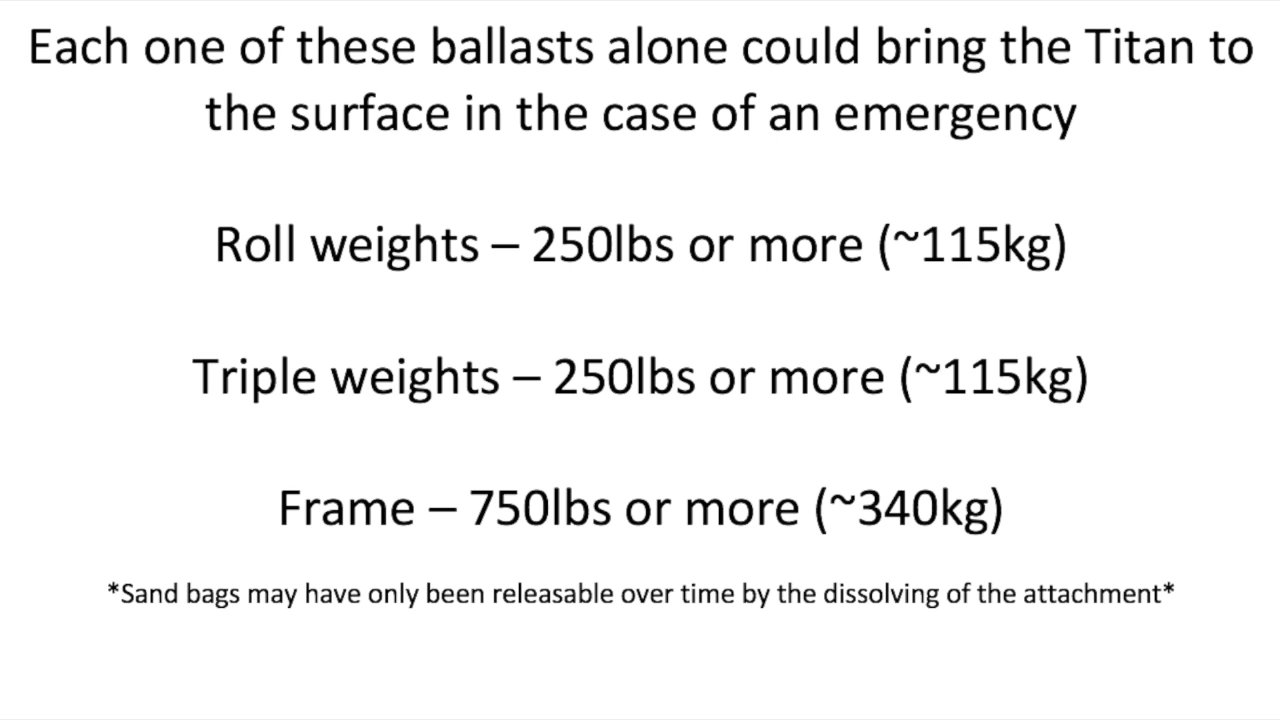 Each one of these ballasts alone could bring the Titan to
the surface in the case of an emergency
Roll weights – 250lbs or more (~115kg)
Triple weights – 250lbs or more (~115kg)
Frame – 750lbs or more (~340kg)
*Sand bags may have only been releasable over time by the dissolving of the attachment*